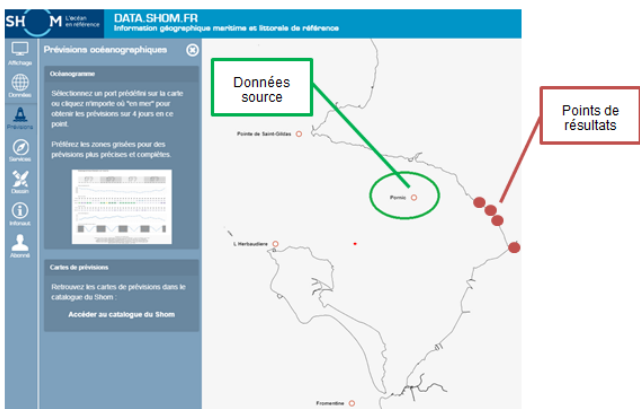 SH M L'océan en référence
DATA.SHOM.FR
Information géographique maritime et littorale de référence
Affichage
Données
Prévisions
Services
Dessin
Infonaut
Abonné
Prévisions océanographiques
Océanogramme
Sélectionnez un port prédéfini sur la carte
ou cliquez n'importe où "en mer" pour
obtenir les prévisions sur 4 jours en ce
point.
Préférez les zones grisées pour des
prévisions plus précises et complètes.
Cartes de prévisions
Retrouvez les cartes de prévisions dans le
catalogue du Shom :
Accéder au catalogue du Shom
Données
source
Points de
résultats
Pointe de Saint-Gildas
Pornic
L Herbaudiere
Fromentine